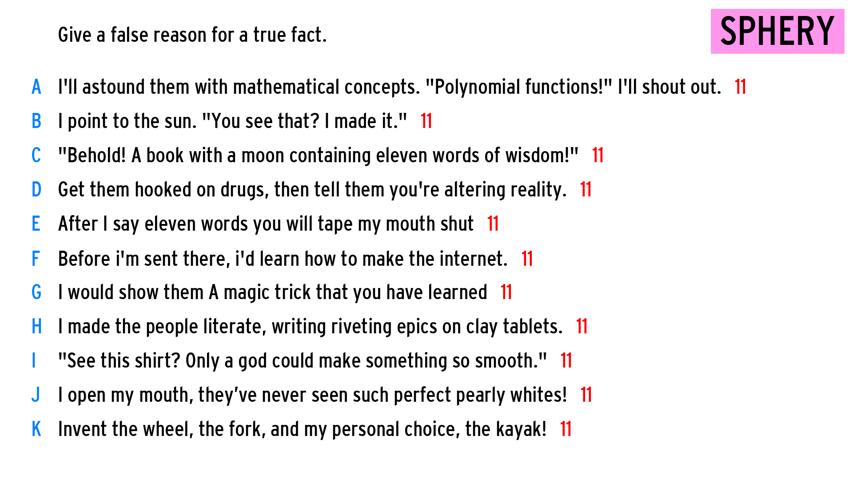 Give a false reason for a true fact.
SPHERY
A I'll astound them with mathematical concepts. "Polynomial functions!" I'll shout out. 11
B I point to the sun. "You see that? I made it." 11
C "Behold! A book with a moon containing eleven words of wisdom!" 11
D Get them hooked on drugs, then tell them you're altering reality. 11
E After I say eleven words you will tape my mouth shut 11
F Before i'm sent there, i'd learn how to make the internet. 11
G I would show them A magic trick that you have learned 11
H I made the people literate, writing riveting epics on clay tablets. 11
I "See this shirt? Only a god could make something so smooth." 11
J I open my mouth, they’ve never seen such perfect pearly whites! 11
K Invent the wheel, the fork, and my personal choice, the kayak! 11